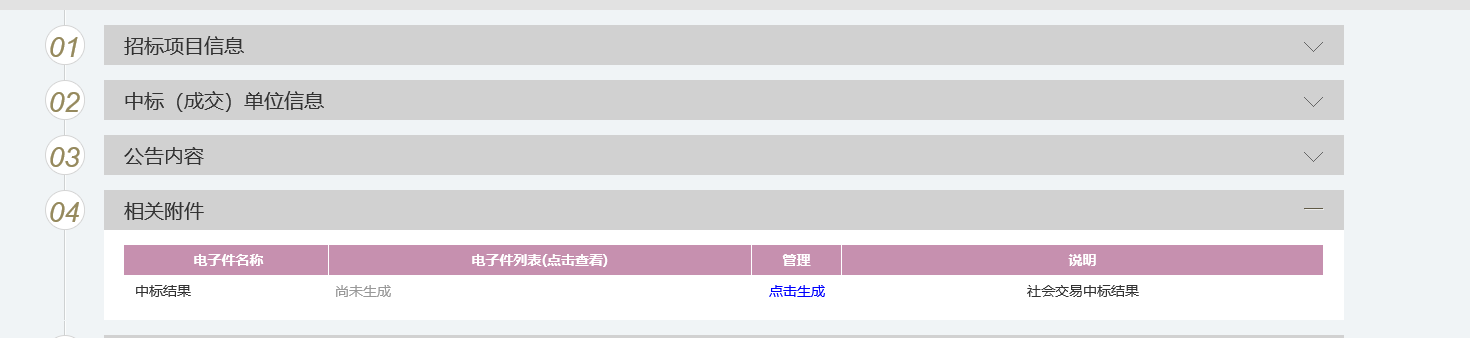 01 招标项目信息
02 中标（成交）单位信息
03 公告内容
04 相关附件
电子件名称 电子件列表(点击查看) 管理 说明
中标结果 尚未生成 点击生成 社会交易中标结果